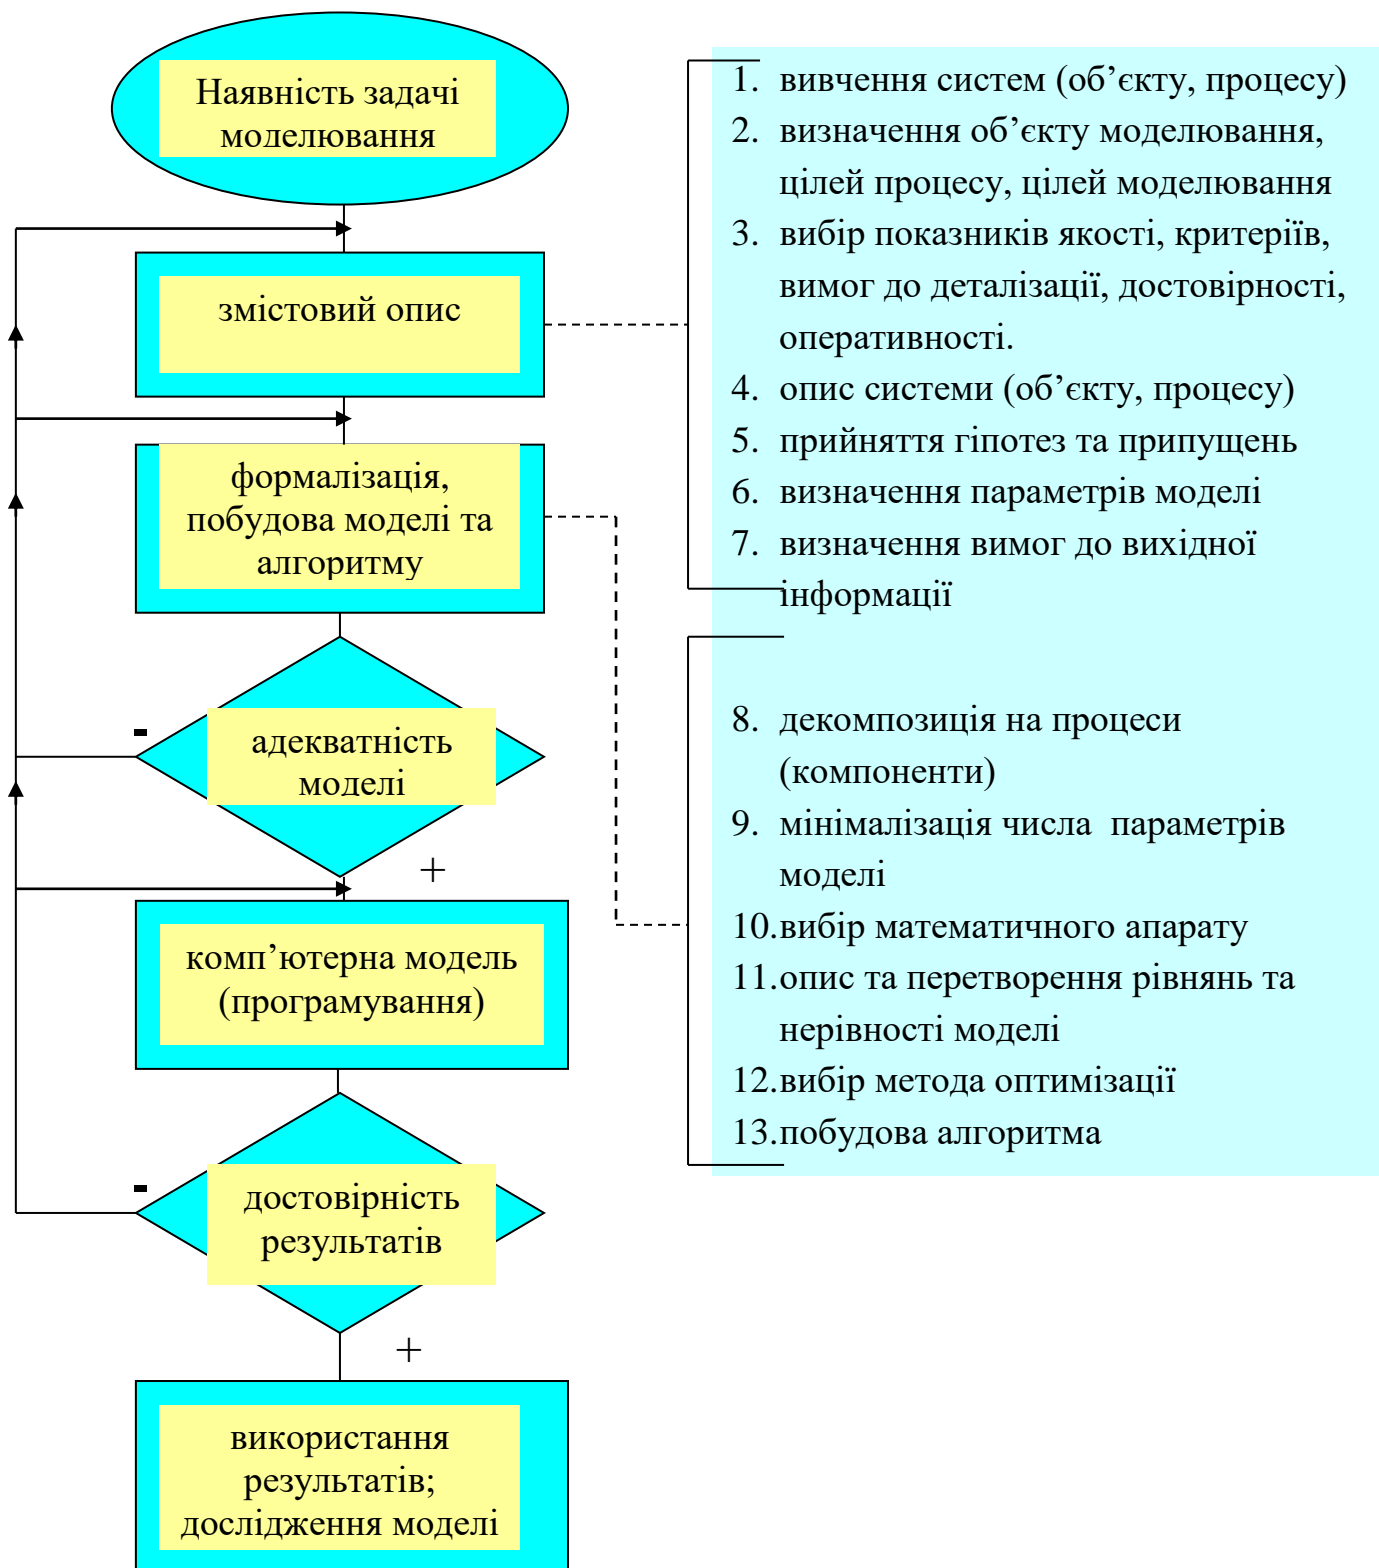 Наявність задачі
моделювання
змістовий опис
формалізація,
побудова моделі та
алгоритму
-
адекватність
моделі
+
комп’ютерна модель
(програмування)
-
достовірність
результатів
+
використання
результатів;
дослідження моделі
1. вивчення систем (об’єкту, процесу)
2. визначення об’єкту моделювання,
цілей процесу, цілей моделювання
3. вибір показників якості, критеріїв,
вимог до деталізації, достовірності,
оперативності.
4. опис системи (об’єкту, процесу)
5. прийняття гіпотез та припущень
6. визначення параметрів моделі
7. визначення вимог до вихідної
інформації
8. декомпозиція на процеси
(компоненти)
9. мінімалізація числа параметрів
моделі
10.вибір математичного апарату
11.опис та перетворення рівнянь та
нерівності моделі
12.вибір метода оптимізації
13.побудова алгоритма